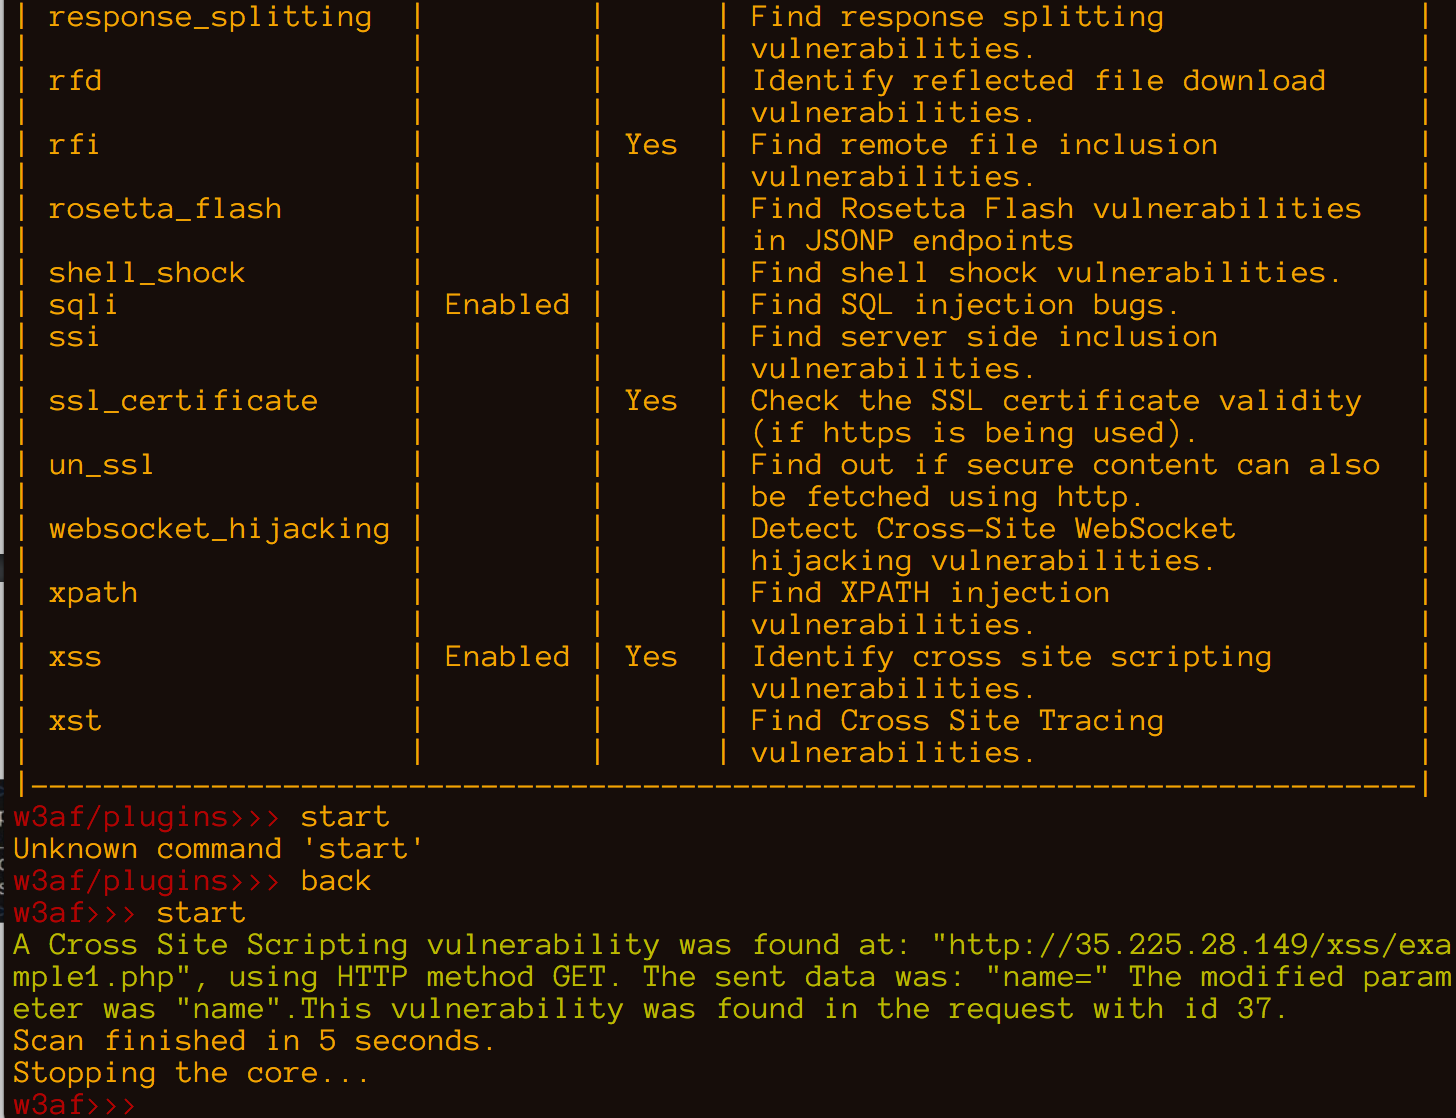 | response_splitting | | | Find response splitting |
| | | | vulnerabilities. |
| rfd | | | Identify reflected file download |
| | | | vulnerabilities. |
| rfi | | Yes | Find remote file inclusion |
| | | | vulnerabilities. |
| rosetta_flash | | | Find Rosetta Flash vulnerabilities |
| | | | in JSONP endpoints |
| shell_shock | | | Find shell shock vulnerabilities. |
| sqli | Enabled | | Find SQL injection bugs. |
| ssi | | | Find server side inclusion |
| | | | vulnerabilities. |
| ssl_certificate | | Yes | Check the SSL certificate validity |
| | | | (if https is being used). |
| un_ssl | | | Find out if secure content can also |
| | | | be fetched using http. |
| websocket_hijacking | | | Detect Cross-Site WebSocket |
| | | | hijacking vulnerabilities. |
| xpath | | | Find XPATH injection |
| | | | vulnerabilities. |
| xss | Enabled | Yes | Identify cross site scripting |
| | | | vulnerabilities. |
| xst | | | Find Cross Site Tracing |
| | | | vulnerabilities. |
|-----------------------------------------------------------------------------|
w3af/plugins>>> start
Unknown command 'start'
w3af/plugins>>> back
w3af>>> start
A Cross Site Scripting vulnerability was found at: "http://35.225.28.149/xss/exa
mple1.php", using HTTP method GET. The sent data was: "name=" The modified param
eter was "name".This vulnerability was found in the request with id 37.
Scan finished in 5 seconds.
Stopping the core...
w3af>>>